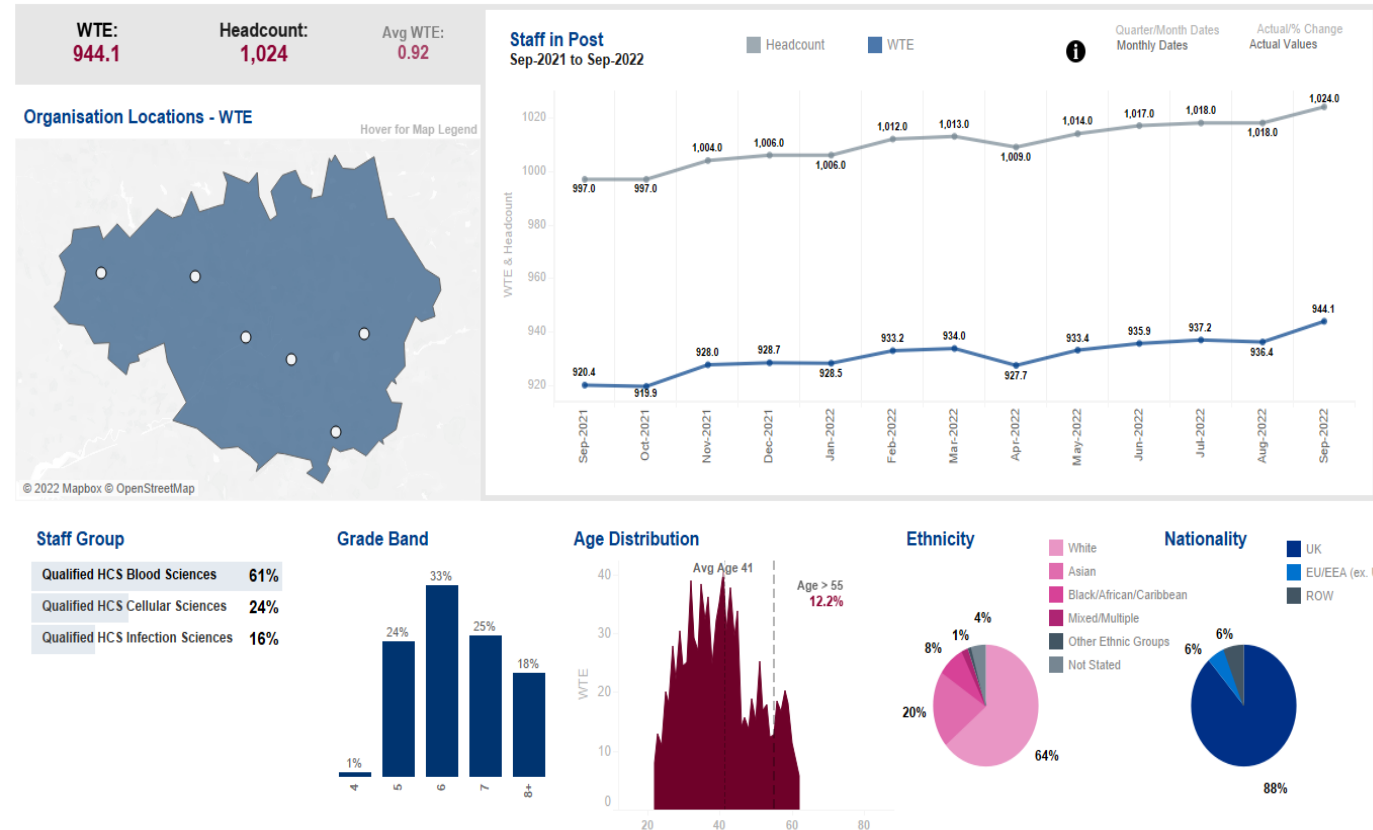 WTE:
944.1
Headcount:
1,024
Avg WTE:
0.92
Organisation Locations - WTE
Hover for Map Legend
© 2022 Mapbox © OpenStreetMap
Staff in Post
Sep-2021 to Sep-2022
Headcount
WTE
i
Quarter/Month Dates
Monthly Dates
Actual/% Change
Actual Values
WTE & Headcount
1020
1000
980
960
940
920
997.0
997.0
1,004.0
1,006.0
1,006.0
1,012.0
1,013.0
1,009.0
1,014.0
1,017.0
1,018.0
1,018.0
1,024.0
920.4
919.9
928.0
928.7
928.5
933.2
934.0
927.7
933.4
935.9
937.2
936.4
944.1
Sep-2021
Oct-2021
Nov-2021
Dec-2021
Jan-2022
Feb-2022
Mar-2022
Apr-2022
May-2022
Jun-2022
Jul-2022
Aug-2022
Sep-2022
Staff Group
Qualified HCS Blood Sciences 61%
Qualified HCS Cellular Sciences 24%
Qualified HCS Infection Sciences 16%
Grade Band
1%
24%
33%
25%
18%
4
5
6
7
8+
Age Distribution
Avg Age 41
Age > 55
12.2%
WTE
40
30
20
10
0
20
40
60
80
Ethnicity
White
Asian
Black/African/Caribbean
Mixed/Multiple
Other Ethnic Groups
Not Stated
4%
1%
8%
20%
64%
Nationality
UK
EU/EEA (ex.
ROW
6%
6%
88%